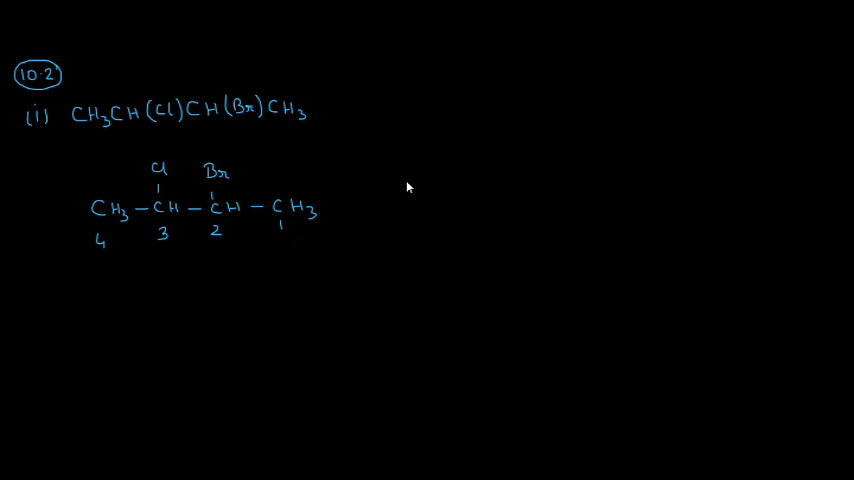 10.2
(i) CH3CH(Cl)CH(Br)CH3
Cl Br
CH3 - CH - CH - CH3
4 3 2 1